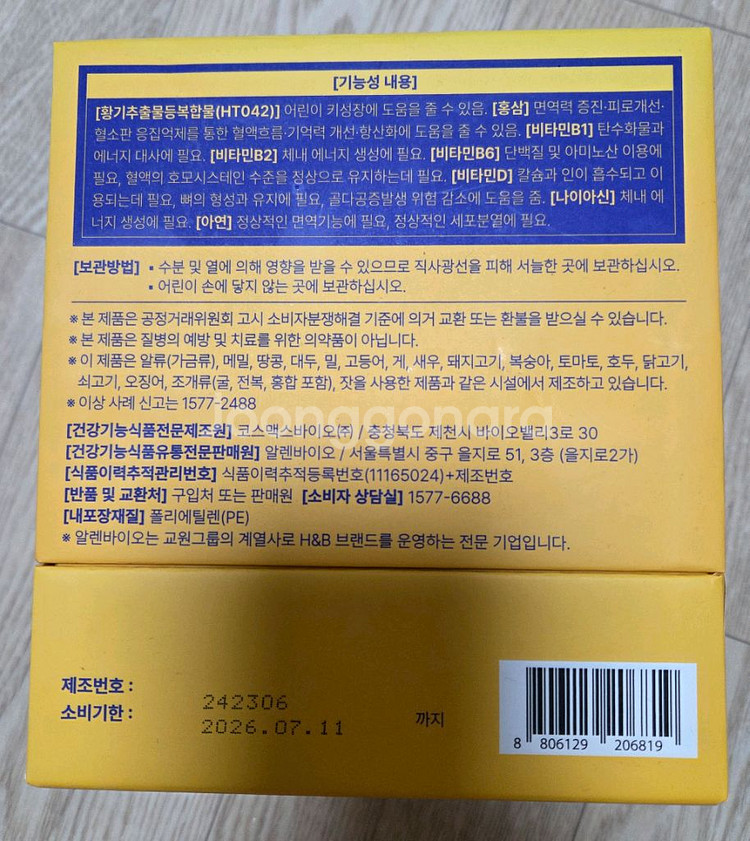 [기능성 내용]
[황기추출물등복합물(HT042)] 어린이 키성장에 도움을 줄 수 있음. [홍삼] 면역력 증진·피로개선·
혈소판 응집억제를 통한 혈액흐름·기억력 개선·항산화에 도움을 줄 수 있음. [비타민B1] 탄수화물과
에너지 대사에 필요. [비타민B2] 체내 에너지 생성에 필요. [비타민B6] 단백질 및 아미노산 이용에
필요, 혈액의 호모시스테인 수준을 정상으로 유지하는데 필요. [비타민D] 칼슘과 인이 흡수되고 이
용되는데 필요, 뼈의 형성과 유지에 필요, 골다공증발생 위험 감소에 도움을 줌. [나이아신] 체내 에
너지 생성에 필요. [아연] 정상적인 면역기능에 필요, 정상적인 세포분열에 필요.
[보관방법] ▪ 수분 및 열에 의해 영향을 받을 수 있으므로 직사광선을 피해 서늘한 곳에 보관하십시오.
▪ 어린이 손에 닿지 않는 곳에 보관하십시오.
※ 본 제품은 공정거래위원회 고시 소비자분쟁해결 기준에 의거 교환 또는 환불을 받으실 수 있습니다.
※ 본 제품은 질병의 예방 및 치료를 위한 의약품이 아닙니다.
※ 이 제품은 알류(가금류), 메밀, 땅콩, 대두, 밀, 고등어, 게, 새우, 돼지고기, 복숭아, 토마토, 호두, 닭고기,
쇠고기, 오징어, 조개류(굴, 전복, 홍합 포함), 잣을 사용한 제품과 같은 시설에서 제조하고 있습니다.
※ 이상 사례 신고는 1577-2488
joonggonara
[건강기능식품전문제조원] 코스맥스바이오(주) / 충청북도 제천시 바이오밸리3로 30
[건강기능식품유통전문판매원] 알렌바이오 / 서울특별시 중구 을지로 51, 3층 (을지로2가)
[식품이력추적관리번호] 식품이력추적등록번호(11165024)+제조번호
[반품 및 교환처] 구입처 또는 판매원 [소비자 상담실] 1577-6688
[내포장재질] 폴리에틸렌(PE)
※ 알렌바이오는 교원그룹의 계열사로 H&B 브랜드를 운영하는 전문 기업입니다.
제조번호 : 242306
소비기한 : 2026.07.11 까지
8 806129 206819